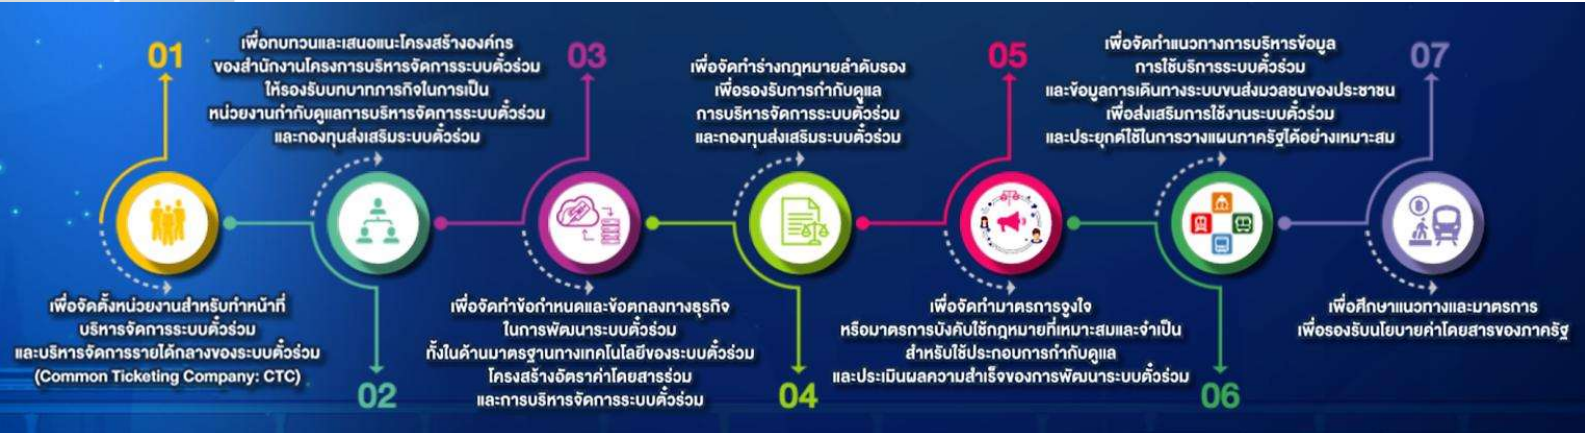 01
เพื่อจัดตั้งหน่วยงานสำหรับทำหน้าที่
บริหารจัดการระบบตั๋วร่วม
และบริหารจัดการรายได้กลางของระบบตั๋วร่วม
(Common Ticketing Company: CTC)
เพื่อทบทวนและเสนอแนะโครงสร้างองค์กร
ของสำนักงานโครงการบริหารจัดการระบบตั๋วร่วม
ให้รองรับบทบาทภารกิจในการเป็น
หน่วยงานกำกับดูแลการบริหารจัดการระบบตั๋วร่วม
และกองทุนส่งเสริมระบบตั๋วร่วม
02
03
เพื่อจัดทำข้อกำหนดและข้อตกลงทางธุรกิจ
ในการพัฒนาระบบตั๋วร่วม
ทั้งในด้านมาตรฐานทางเทคโนโลยีของระบบตั๋วร่วม
โครงสร้างอัตราค่าโดยสารร่วม
และการบริหารจัดการระบบตั๋วร่วม
เพื่อจัดทำร่างกฎหมายลำดับรอง
เพื่อรองรับการกำกับดูแล
การบริหารจัดการระบบตั๋วร่วม
และกองทุนส่งเสริมระบบตั๋วร่วม
04
05
เพื่อจัดทำมาตรการจูงใจ
หรือมาตรการบังคับใช้กฎหมายที่เหมาะสมและจำเป็น
สำหรับใช้ประกอบการกำกับดูแล
และประเมินผลความสำเร็จของการพัฒนาระบบตั๋วร่วม
เพื่อจัดทำแนวทางการบริหารข้อมูล
การใช้บริการระบบตั๋วร่วม
และข้อมูลการเดินทางระบบขนส่งมวลชนของประชาชน
เพื่อส่งเสริมการใช้งานระบบตั๋วร่วม
และประยุกต์ใช้ในการวางแผนภาครัฐได้อย่างเหมาะสม
06
07
เพื่อศึกษาแนวทางและมาตรการ
เพื่อรองรับนโยบายค่าโดยสารของภาครัฐ